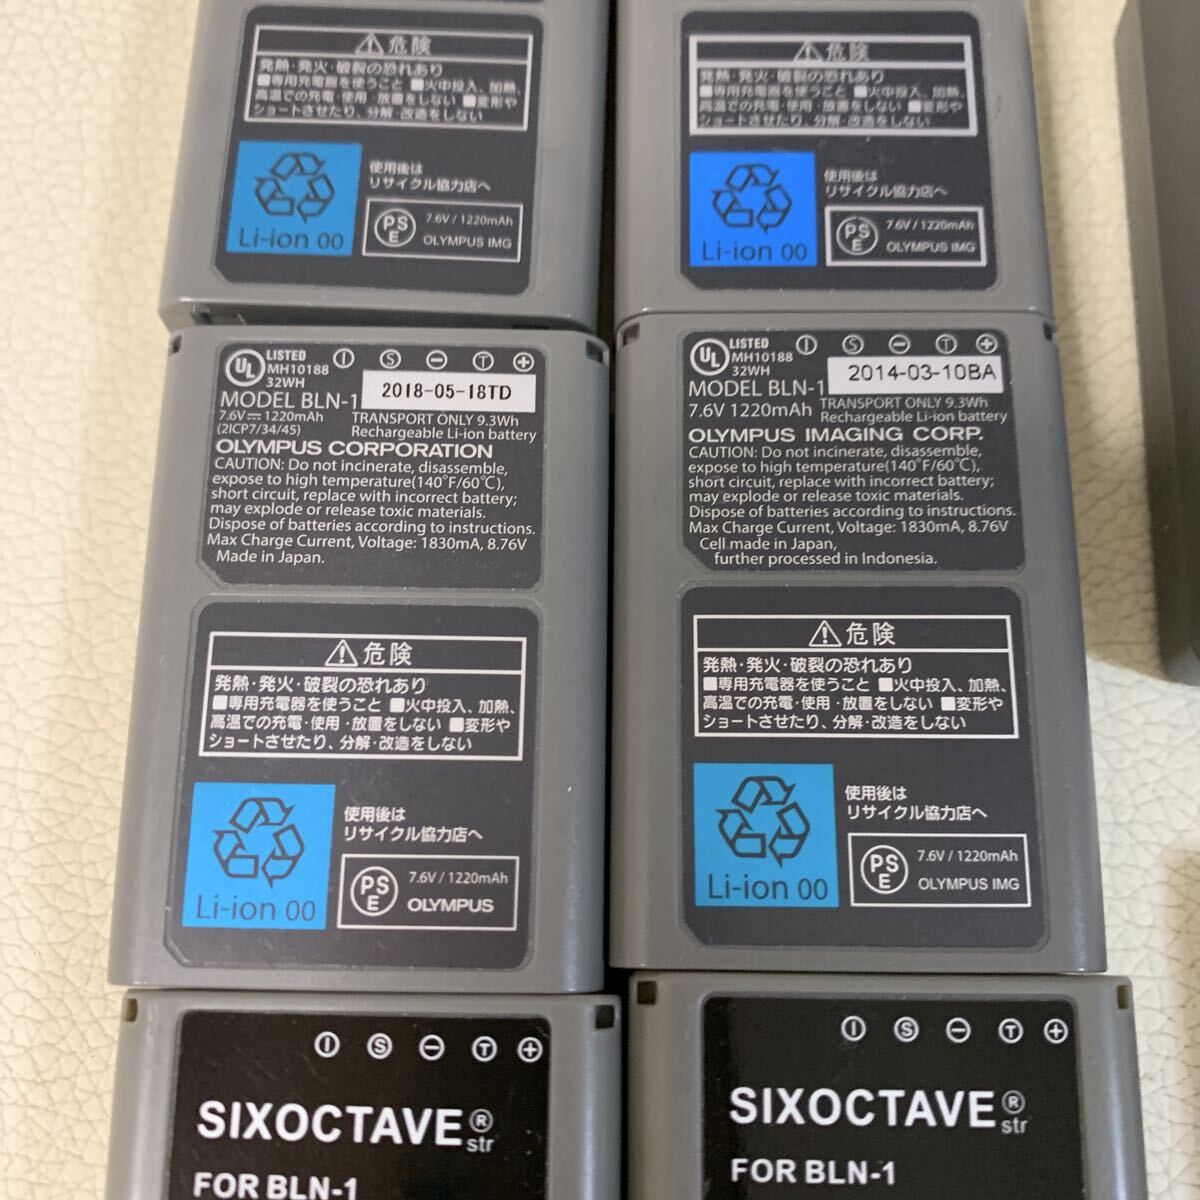 危険
発熱・発火・破裂の恐れあり
■専用充電器を使うこと ■火中投入、加熱、
高温での充電・使用・放置をしない ■変形や
ショートさせたり、分解・改造をしない
Li-ion 00
使用後は
リサイクル協力店へ
PSE
7.6V / 1220mAh
OLYMPUS IMG
危険
発熱・発火・破裂の恐れあり
■専用充電器を使うこと ■火中投入、加熱、
高温での充電・使用・放置をしない ■変形や
ショートさせたり、分解・改造をしない
Li-ion 00
使用後は
リサイクル協力店へ
PSE
7.6V / 1220mAh
OLYMPUS IMG
UL LISTED
MH10188
32WH
I S − T +
2018-05-18TD
MODEL BLN-1
7.6V⎓1220mAh
(2ICP7/34/45)
TRANSPORT ONLY 9.3Wh
Rechargeable Li-ion battery
OLYMPUS CORPORATION
CAUTION: Do not incinerate, disassemble,
expose to high temperature(140°F/60℃),
short circuit, replace with incorrect battery;
may explode or release toxic materials.
Dispose of batteries according to instructions.
Max Charge Current, Voltage: 1830mA, 8.76V
Made in Japan.
危険
発熱・発火・破裂の恐れあり
■専用充電器を使うこと ■火中投入、加熱、
高温での充電・使用・放置をしない ■変形や
ショートさせたり、分解・改造をしない
Li-ion 00
使用後は
リサイクル協力店へ
PSE
7.6V / 1220mAh
OLYMPUS
UL LISTED
MH10188
32WH
I S − T +
2014-03-10BA
MODEL BLN-1
7.6V 1220mAh
TRANSPORT ONLY 9.3Wh
Rechargeable Li-ion battery
OLYMPUS IMAGING CORP.
CAUTION: Do not incinerate, disassemble,
expose to high temperature(140°F/60℃),
short circuit, replace with incorrect battery;
may explode or release toxic materials.
Dispose of batteries according to instructions.
Max Charge Current, Voltage: 1830mA, 8.76V
Cell made in Japan,
further processed in Indonesia.
危険
発熱・発火・破裂の恐れあり
■専用充電器を使うこと ■火中投入、加熱、
高温での充電・使用・放置をしない ■変形や
ショートさせたり、分解・改造をしない
Li-ion 00
使用後は
リサイクル協力店へ
PSE
7.6V / 1220mAh
OLYMPUS IMG
I S − T +
SIXOCTAVE® str
FOR BLN-1
I S − T +
SIXOCTAVE® str
FOR BLN-1